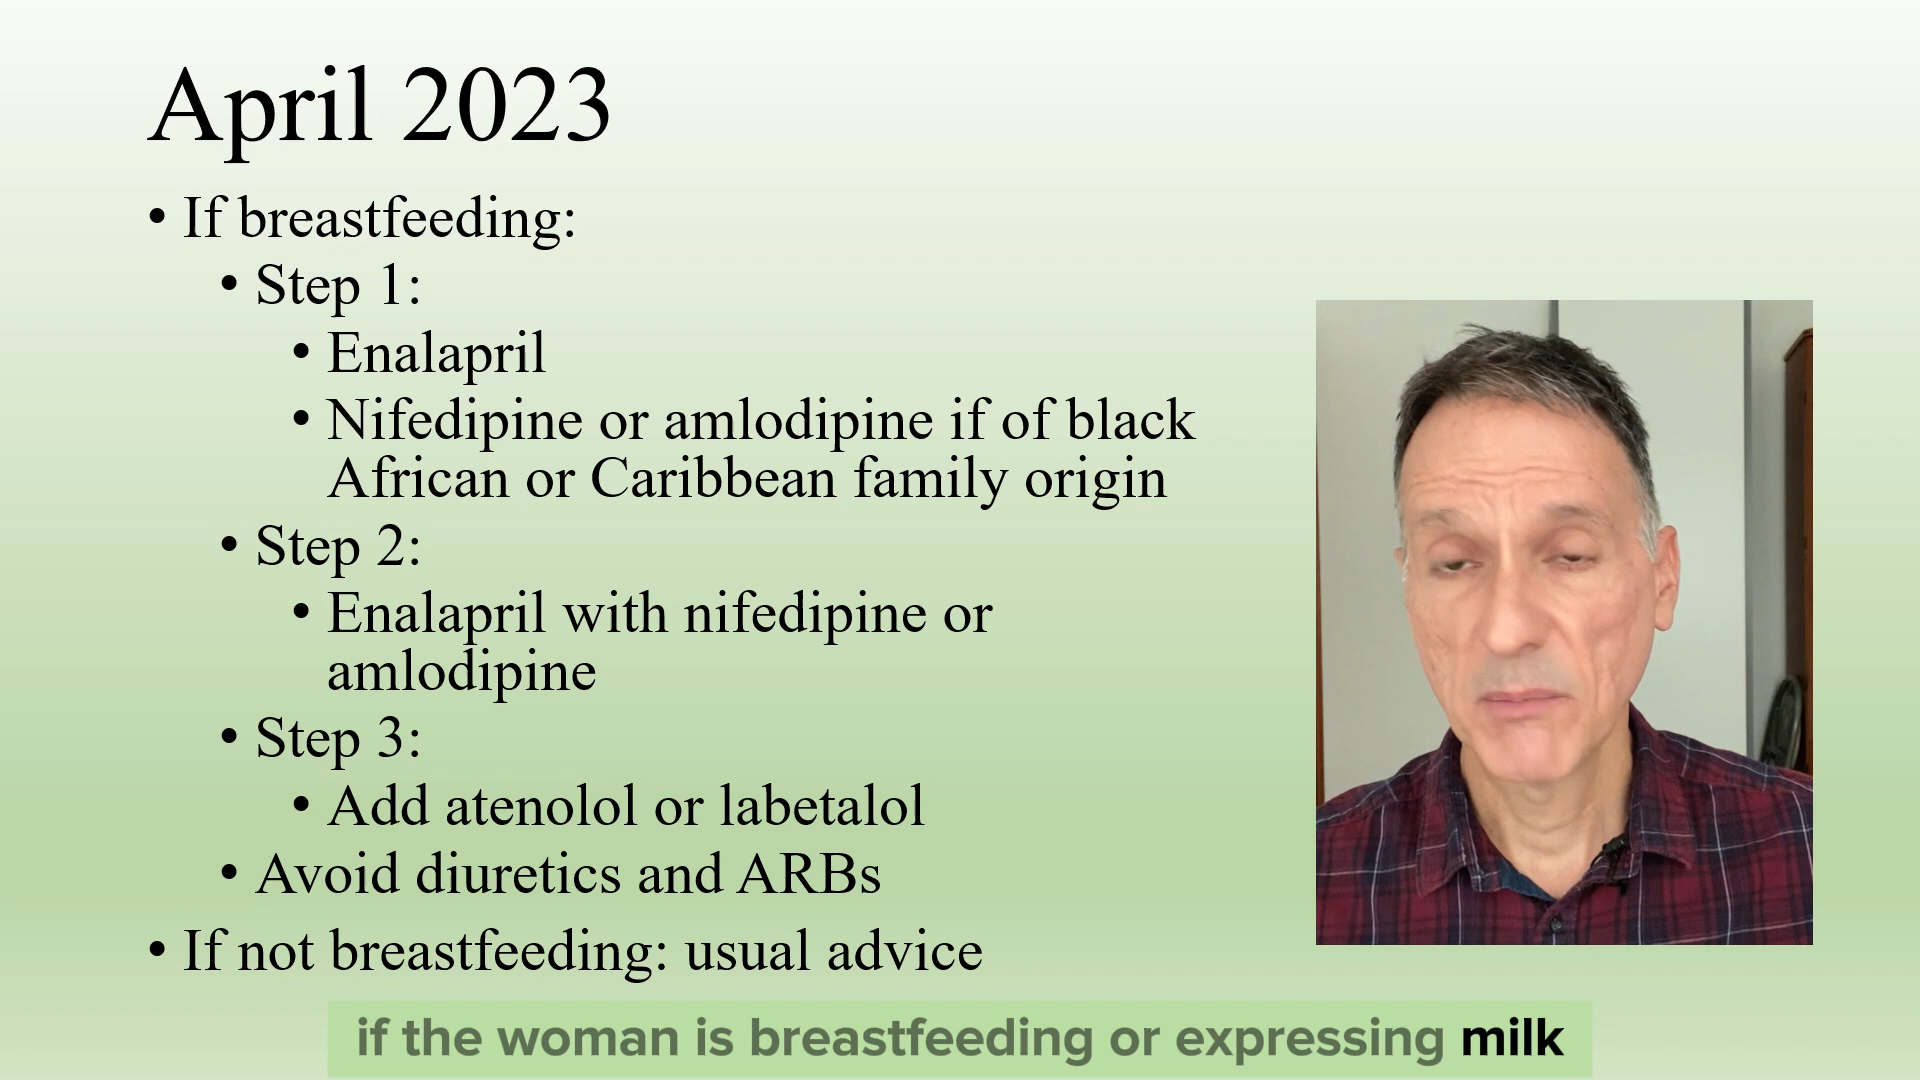 April 2023
• If breastfeeding:
• Step 1:
• Enalapril
• Nifedipine or amlodipine if of black
African or Caribbean family origin
• Step 2:
• Enalapril with nifedipine or
amlodipine
• Step 3:
• Add atenolol or labetalol
• Avoid diuretics and ARBs
• If not breastfeeding: usual advice
if the woman is breastfeeding or expressing milk